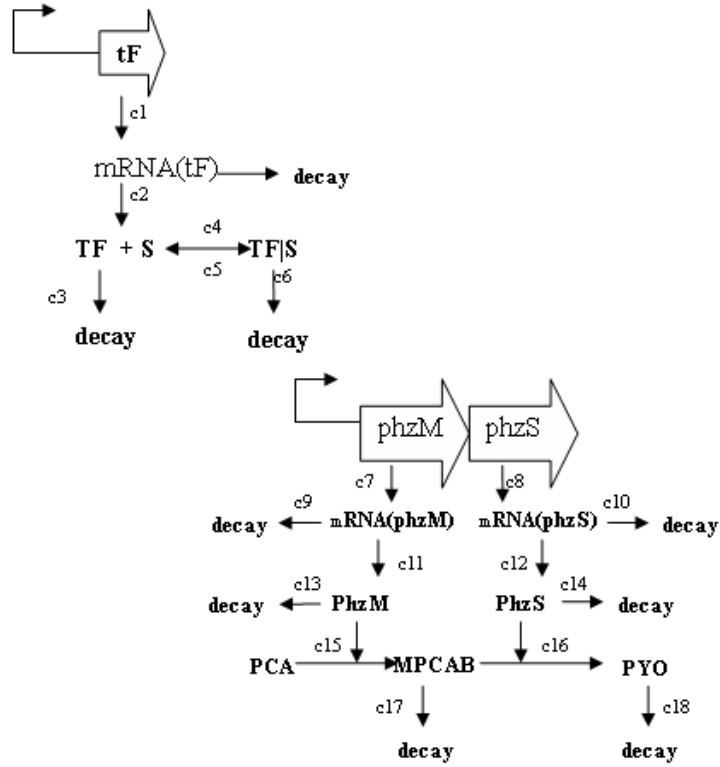 tF
c1
mRNA(tF) decay
c2
TF + S c4 TF|S
c5 c6
c3
decay decay
phzM phzS
c7 c8
c9 c10
decay mRNA(phzM) mRNA(phzS) decay
c11 c12
c13 c14
decay PhzM PhzS decay
c15 c16
PCA MPCAB PYO
c17 c18
decay decay